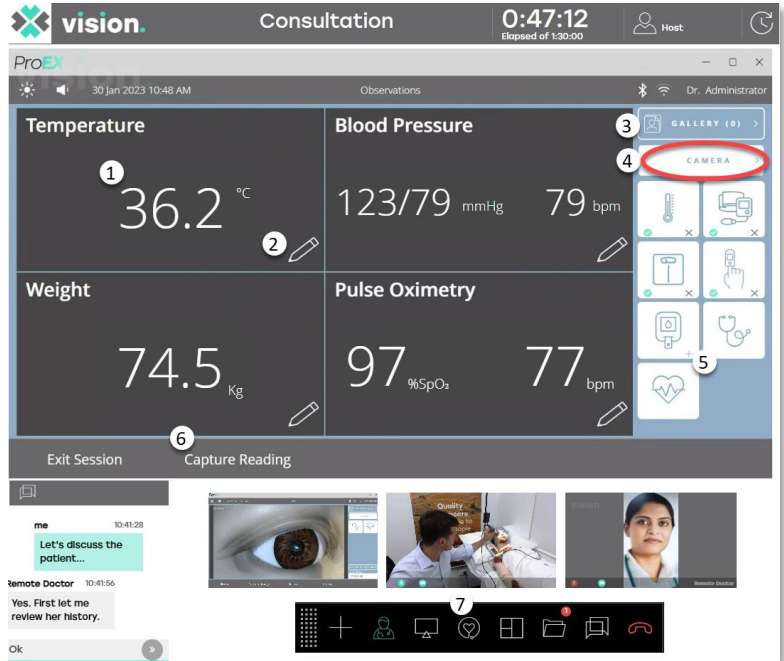 vision.
Consultation
0:47:12
Elapsed of 1:30:00
Host
ProEX
vision
30 Jan 2023 10:48 AM
Observations
Dr. Administrator
Temperature
1
36.2 °C
2
Blood Pressure
123/79 mmHg 79 bpm
3
GALLERY (0) >
4
CAMERA >
Weight
74.5 Kg
Pulse Oximetry
97 %SpO₂ 77 bpm
5
6
Exit Session
Capture Reading
me 10:41:28
Let's discuss the
patient...
Remote Doctor 10:41:56
Yes. First let me
review her history.
Ok
Quality
vision
Remote Doctor
7
1